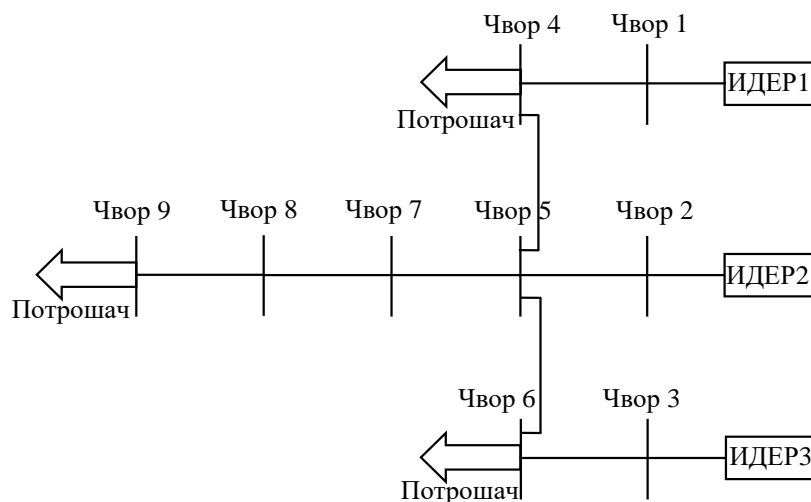 Чвор 4
Чвор 1
ИДЕР1
Потрошач
Чвор 9
Чвор 8
Чвор 7
Чвор 5
Чвор 2
ИДЕР2
Потрошач
Чвор 6
Чвор 3
ИДЕР3
Потрошач